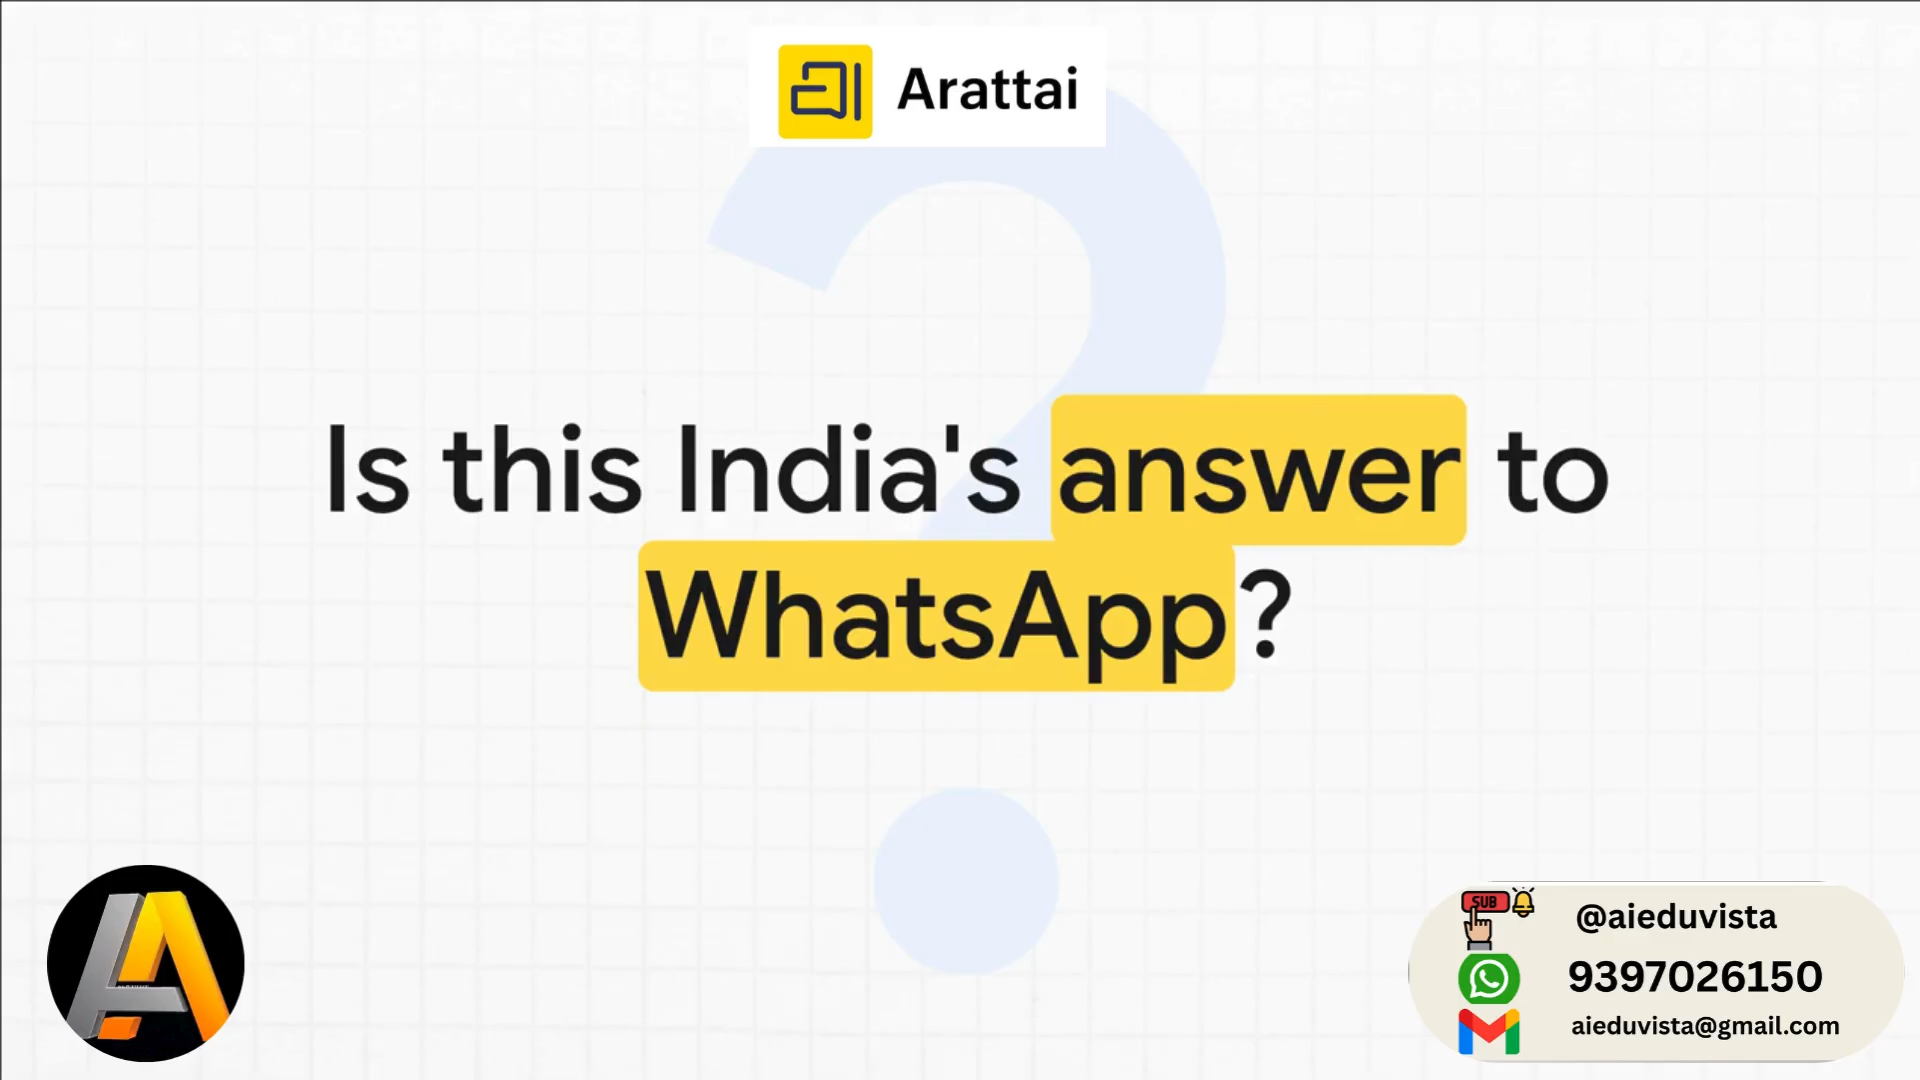 Arattai
Is this India's answer to
WhatsApp?
SUB
@aieduvista
9397026150
aieduvista@gmail.com